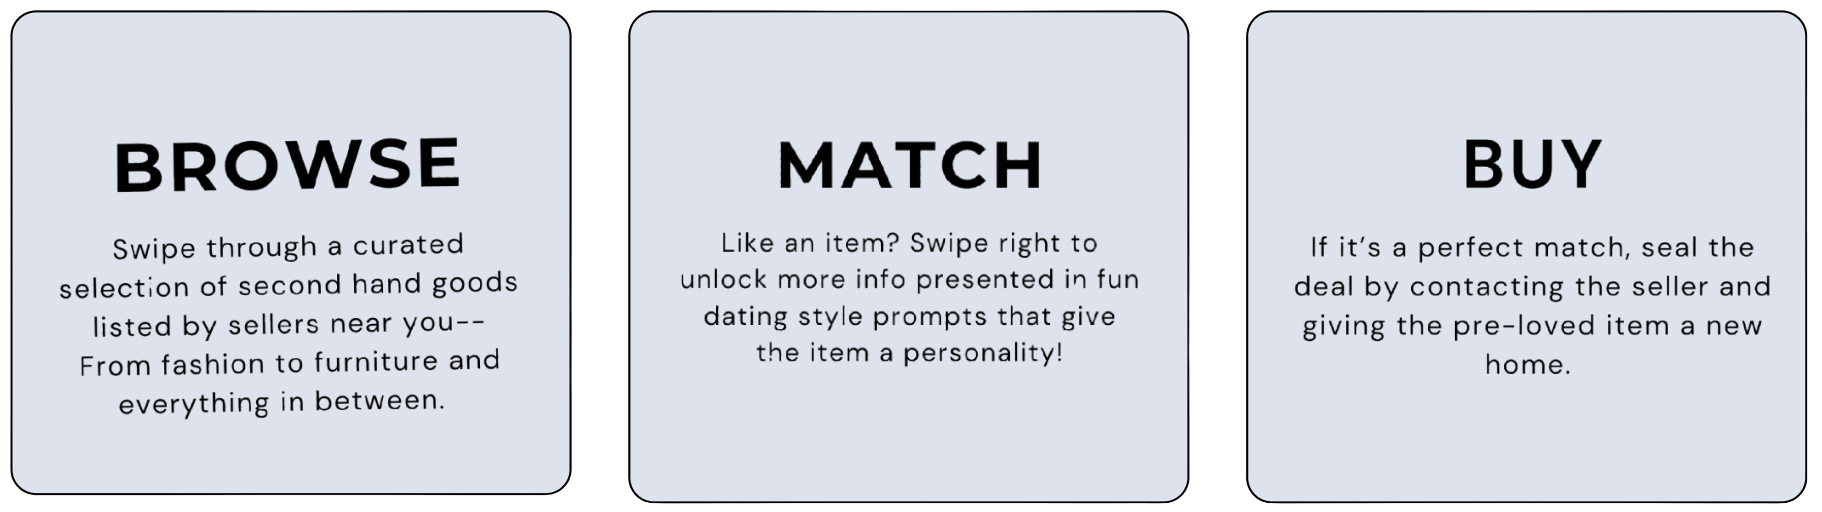 BROWSE
Swipe through a curated
selection of second hand goods
listed by sellers near you--
From fashion to furniture and
everything in between.
MATCH
Like an item? Swipe right to
unlock more info presented in fun
dating style prompts that give
the item a personality!
BUY
If it’s a perfect match, seal the
deal by contacting the seller and
giving the pre-loved item a new
home.